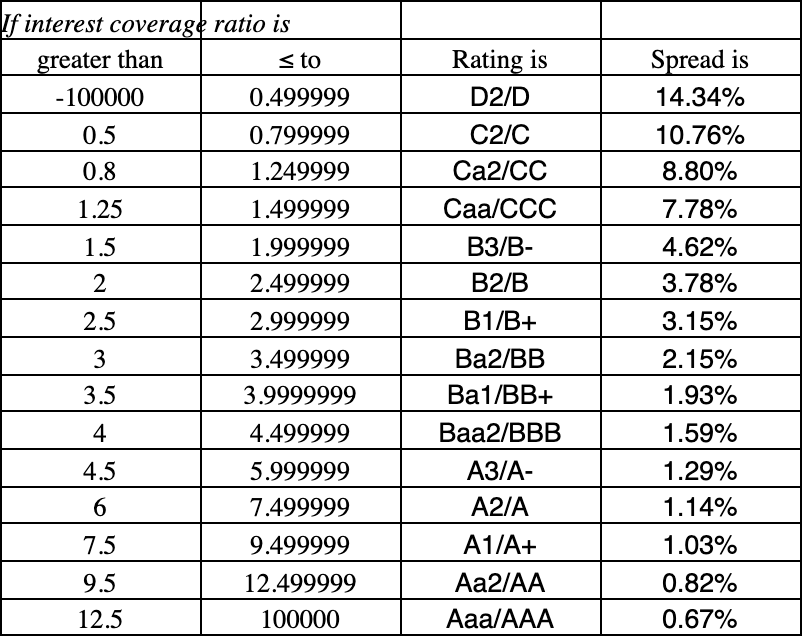 If interest coverage ratio is
greater than ≤ to Rating is Spread is
-100000 0.499999 D2/D 14.34%
0.5 0.799999 C2/C 10.76%
0.8 1.249999 Ca2/CC 8.80%
1.25 1.499999 Caa/CCC 7.78%
1.5 1.999999 B3/B- 4.62%
2 2.499999 B2/B 3.78%
2.5 2.999999 B1/B+ 3.15%
3 3.499999 Ba2/BB 2.15%
3.5 3.9999999 Ba1/BB+ 1.93%
4 4.499999 Baa2/BBB 1.59%
4.5 5.999999 A3/A- 1.29%
6 7.499999 A2/A 1.14%
7.5 9.499999 A1/A+ 1.03%
9.5 12.499999 Aa2/AA 0.82%
12.5 100000 Aaa/AAA 0.67%